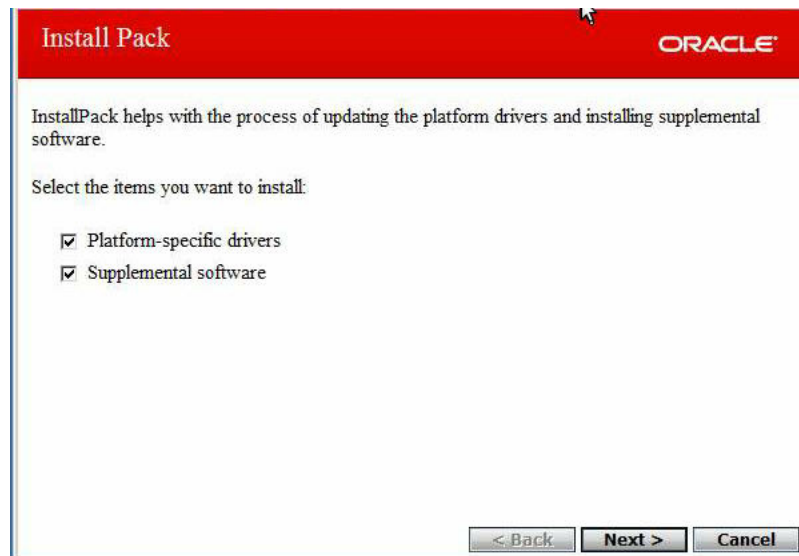 Install Pack
ORACLE
InstallPack helps with the process of updating the platform drivers and installing supplemental
software.
Select the items you want to install:
Platform-specific drivers
Supplemental software
< Back Next > Cancel